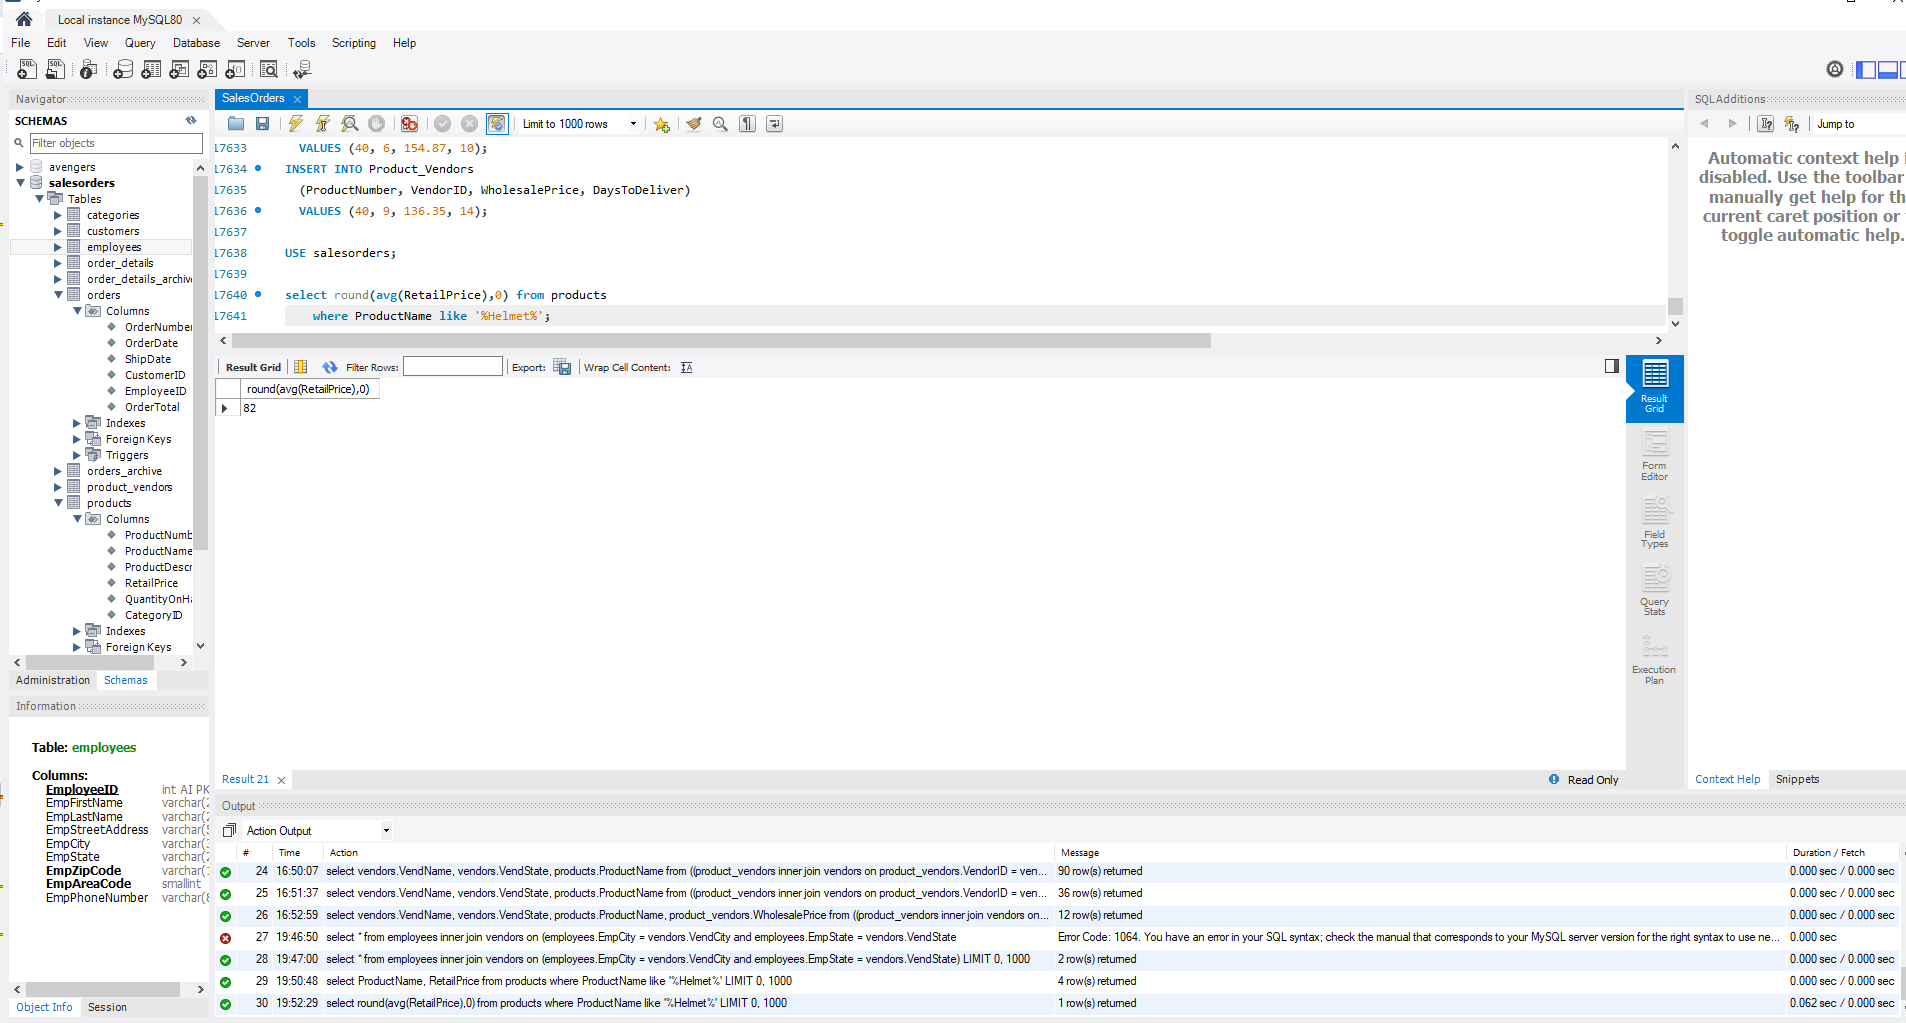 Local instance MySQL80
File Edit View Query Database Server Tools Scripting Help
Navigator
SCHEMAS
Filter objects
avengers
salesorders
Tables
categories
customers
employees
order_details
order_details_archiv
orders
Columns
OrderNumber
OrderDate
ShipDate
CustomerID
EmployeeID
OrderTotal
Indexes
Foreign Keys
Triggers
orders_archive
product_vendors
products
Columns
ProductNumb
ProductName
ProductDescr
RetailPrice
QuantityOnHa
CategoryID
Indexes
Foreign Keys
Administration Schemas
Information
Table: employees
Columns:
EmployeeID int AI PK
EmpFirstName varchar(2
EmpLastName varchar(2
EmpStreetAddress varchar(5
EmpCity varchar(3
EmpState varchar(2
EmpZipCode varchar(1
EmpAreaCode smallint
EmpPhoneNumber varchar(8
Object Info Session
SalesOrders
Limit to 1000 rows
17633 VALUES (40, 6, 154.87, 10);
17634 INSERT INTO Product_Vendors
17635 (ProductNumber, VendorID, WholesalePrice, DaysToDeliver)
17636 VALUES (40, 9, 136.35, 14);
17637
17638 USE salesorders;
17639
17640 select round(avg(RetailPrice),0) from products
17641 where ProductName like '%Helmet%';
Result Grid Filter Rows: Export: Wrap Cell Content:
round(avg(RetailPrice),0)
82
Result
Grid
Form
Editor
Field
Types
Query
Stats
Execution
Plan
Result 21 Read Only
SQLAdditions
Jump to
Automatic context help i
disabled. Use the toolbar
manually get help for th
current caret position or
toggle automatic help.
Context Help Snippets
Output
Action Output
# Time Action Message Duration / Fetch
24 16:50:07 select vendors.VendName, vendors.VendState, products.ProductName from ((product_vendors inner join vendors on product_vendors.VendorID = ven... 90 row(s) returned 0.000 sec / 0.000 sec
25 16:51:37 select vendors.VendName, vendors.VendState, products.ProductName from ((product_vendors inner join vendors on product_vendors.VendorID = ven... 36 row(s) returned 0.000 sec / 0.000 sec
26 16:52:59 select vendors.VendName, vendors.VendState, products.ProductName, product_vendors.WholesalePrice from ((product_vendors inner join vendors on... 12 row(s) returned 0.000 sec / 0.000 sec
27 19:46:50 select * from employees inner join vendors on (employees.EmpCity = vendors.VendCity and employees.EmpState = vendors.VendState Error Code: 1064. You have an error in your SQL syntax; check the manual that corresponds to your MySQL server version for the right syntax to use ne... 0.000 sec
28 19:47:00 select * from employees inner join vendors on (employees.EmpCity = vendors.VendCity and employees.EmpState = vendors.VendState) LIMIT 0, 1000 2 row(s) returned 0.000 sec / 0.000 sec
29 19:50:48 select ProductName, RetailPrice from products where ProductName like '%Helmet%' LIMIT 0, 1000 4 row(s) returned 0.000 sec / 0.000 sec
30 19:52:29 select round(avg(RetailPrice),0) from products where ProductName like '%Helmet%' LIMIT 0, 1000 1 row(s) returned 0.062 sec / 0.000 sec